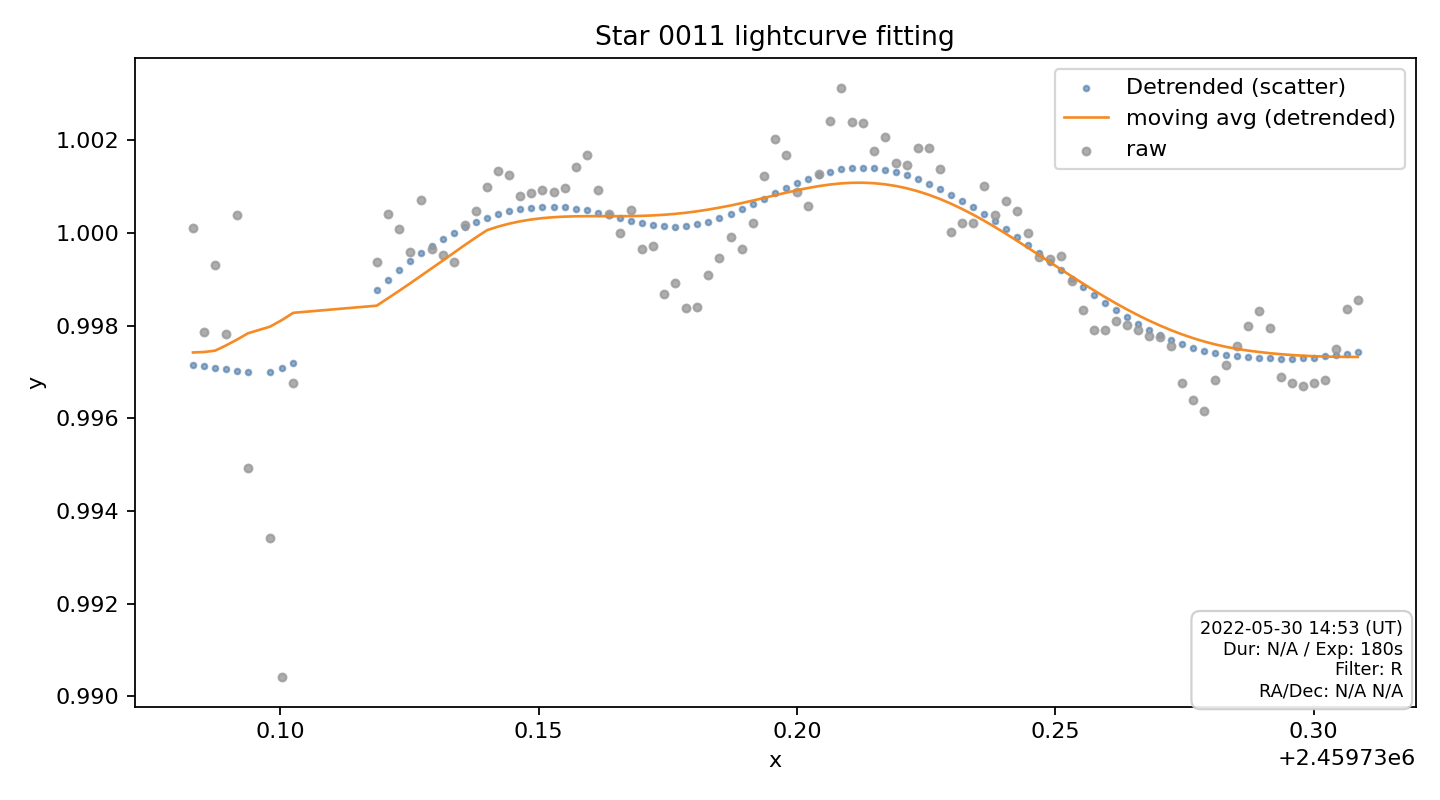 Star 0011 lightcurve fitting
Detrended (scatter)
moving avg (detrended)
raw
1.002
1.000
0.998
0.996
0.994
0.992
0.990
y
2022-05-30 14:53 (UT)
Dur: N/A / Exp: 180s
Filter: R
RA/Dec: N/A N/A
0.10 0.15 0.20 0.25 0.30
x
+2.45973e6